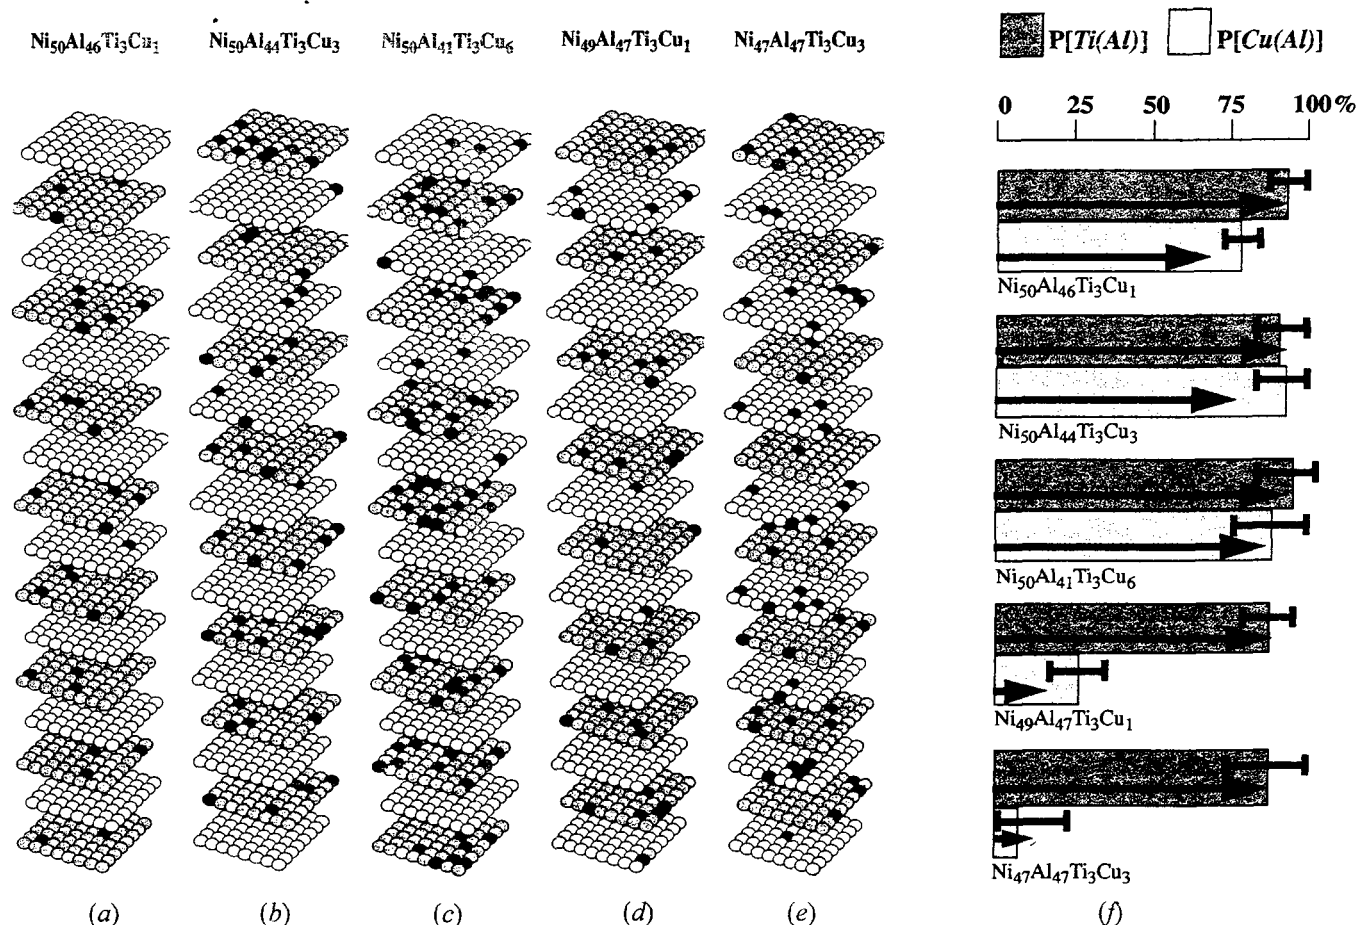 Ni50Al46Ti3Cu1 Ni50Al44Ti3Cu3 Ni50Al41Ti3Cu6 Ni49Al47Ti3Cu1 Ni47Al47Ti3Cu3
P[Ti(Al)] P[Cu(Al)]
0 25 50 75 100%
Ni50Al46Ti3Cu1
Ni50Al44Ti3Cu3
Ni50Al41Ti3Cu6
Ni49Al47Ti3Cu1
Ni47Al47Ti3Cu3
(a) (b) (c) (d) (e) (f)